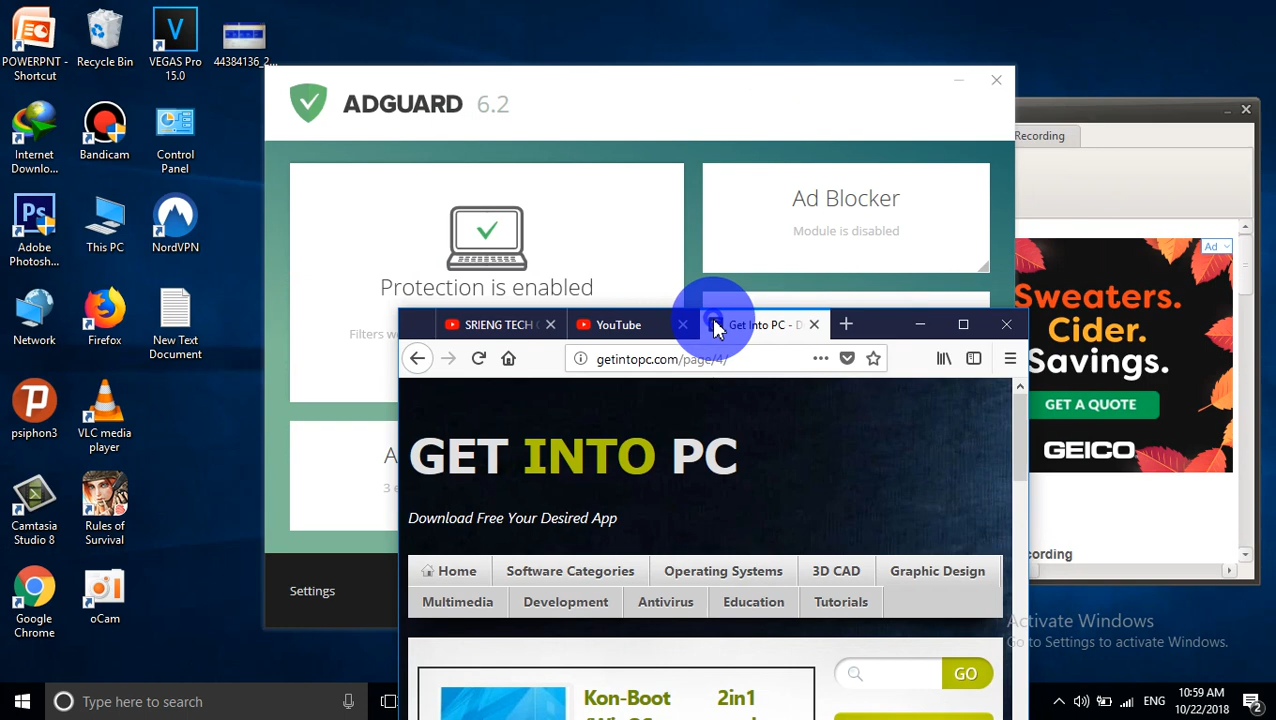 POWERPNT -
Shortcut
Recycle Bin
VEGAS Pro
15.0
44384136_2...
Internet
Downlo...
Bandicam
Control
Panel
Adobe
Photosh...
This PC
NordVPN
Network
Firefox
New Text
Document
psiphon3
VLC media
player
Camtasia
Studio 8
Rules of
Survival
Google
Chrome
oCam
ADGUARD 6.2
Protection is enabled
Ad Blocker
Module is disabled
Settings
Recording
Ad
Sweaters.
Cider.
Savings.
GET A QUOTE
GEICO
SRIENG TECH
YouTube
Get Into PC - D
getintopc.com/page/4/
GET INTO PC
Download Free Your Desired App
Home
Software Categories
Operating Systems
3D CAD
Graphic Design
Multimedia
Development
Antivirus
Education
Tutorials
Kon-Boot 2in1
GO
Activate Windows
Go to Settings to activate Windows.
Type here to search
ENG
10:59 AM
10/22/2018
2